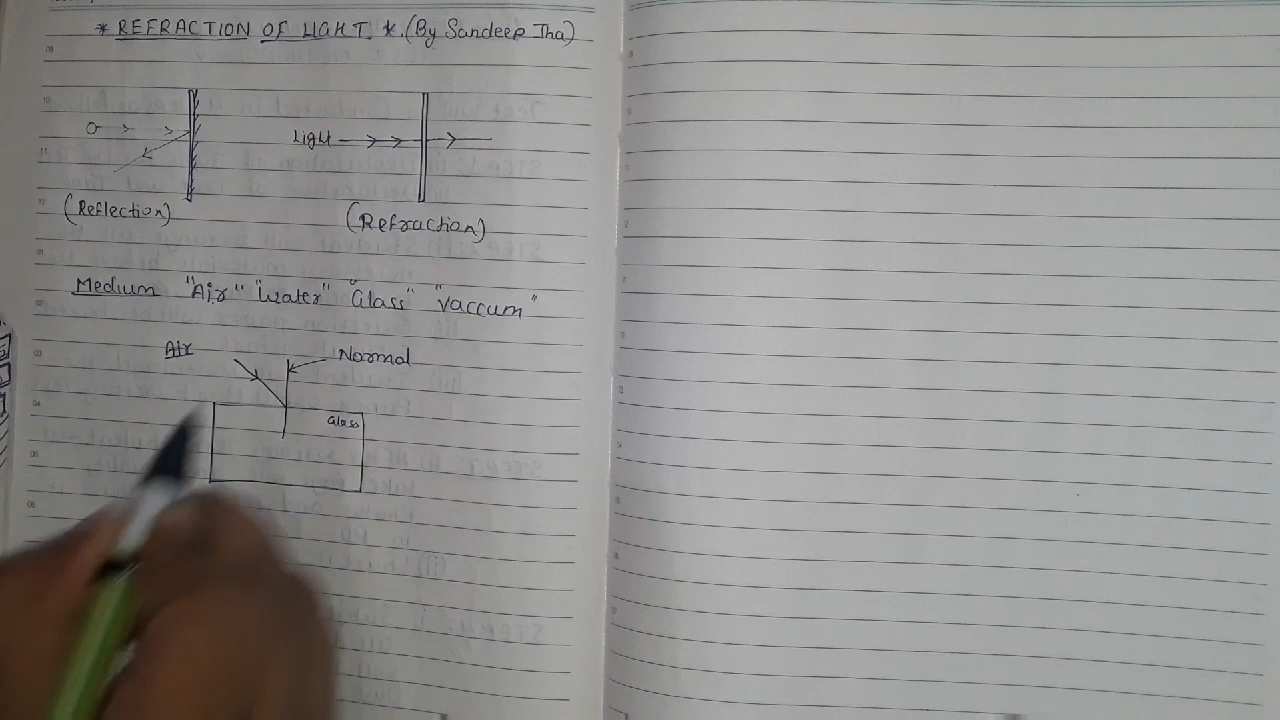 * REFRACTION OF LIGHT. *. (By Sandeep Jha)
Light
(Reflection)
(Refraction)
Medium "Air" "water" "Glass" "vaccum"
Air
Normal
Glass